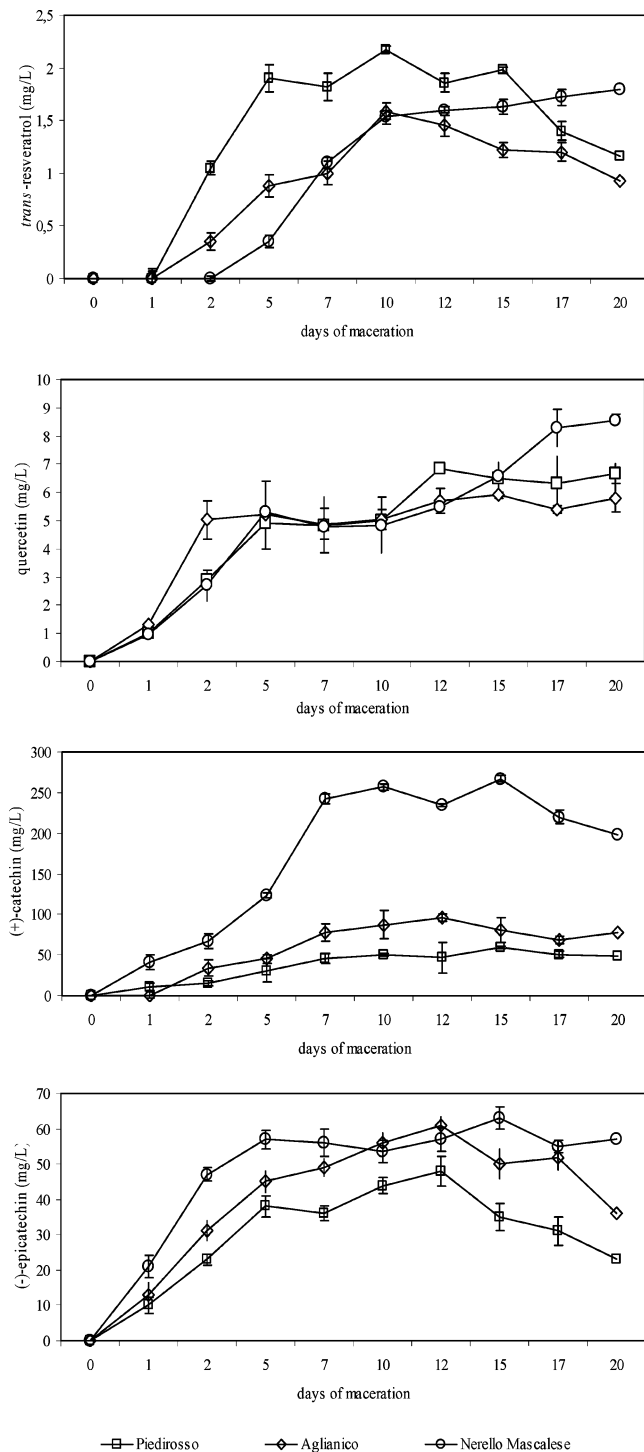 2,5
2
1,5
1
0,5
0
trans-resveratrol (mg/L)
0 1 2 5 7 10 12 15 17 20
days of maceration
10
9
8
7
6
5
4
3
2
1
0
quercetin (mg/L)
0 1 2 5 7 10 12 15 17 20
days of maceration
300
250
200
150
100
50
0
(+)-catechin (mg/L)
0 1 2 5 7 10 12 15 17 20
days of maceration
70
60
50
40
30
20
10
0
(-)-epicatechin (mg/L)
0 1 2 5 7 10 12 15 17 20
days of maceration
Piedirosso Aglianico Nerello Mascalese